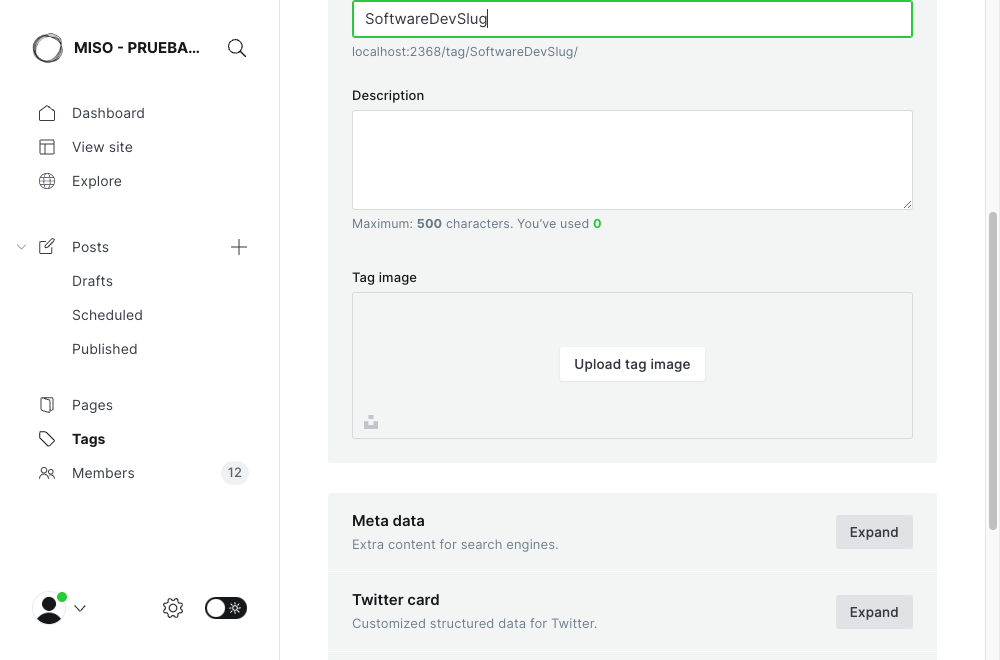 MISO - PRUEBA...
Dashboard
View site
Explore
Posts
Drafts
Scheduled
Published
Pages
Tags
Members
12
SoftwareDevSlug
localhost:2368/tag/SoftwareDevSlug/
Description
Maximum: 500 characters. You’ve used 0
Tag image
Upload tag image
Meta data
Extra content for search engines.
Expand
Twitter card
Customized structured data for Twitter.
Expand